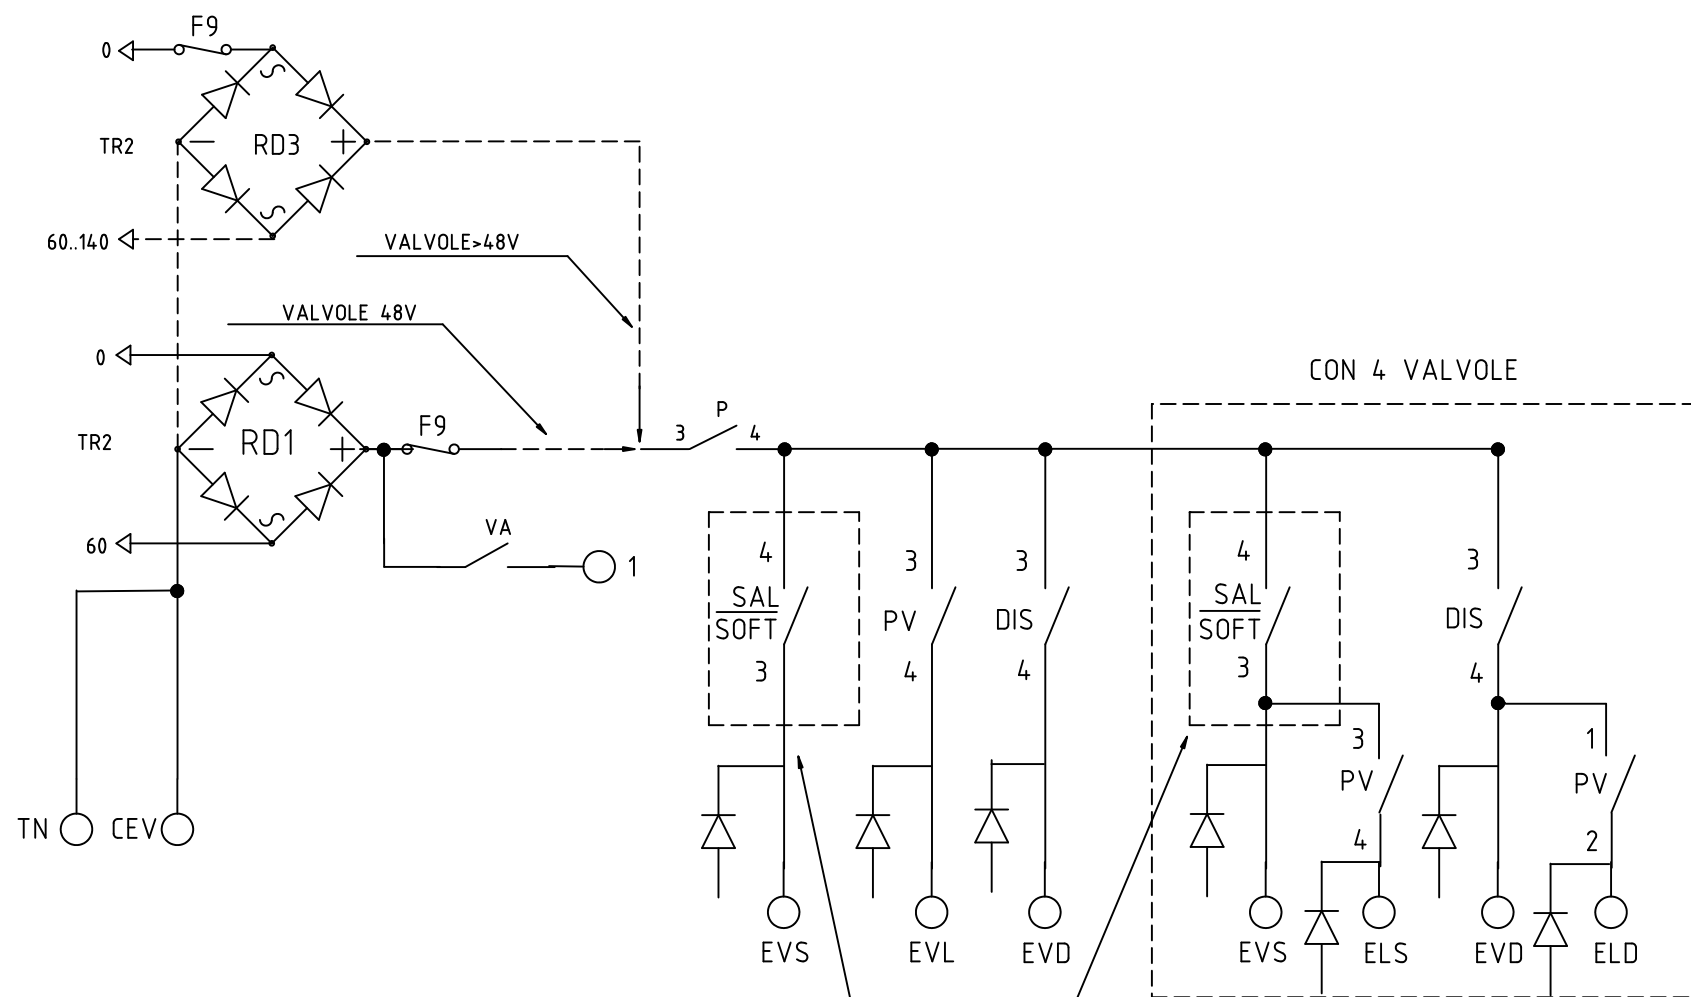 F9
0
TR2
RD3
60..140
VALVOLE>48V
VALVOLE 48V
0
CON 4 VALVOLE
TR2
RD1
F9
3 P 4
60
VA
1
4
SAL
SOFT
3
3
PV
4
3
DIS
4
4
SAL
SOFT
3
3
DIS
4
3
PV
4
1
PV
2
TN
CEV
EVS
EVL
EVD
EVS
ELS
EVD
ELD